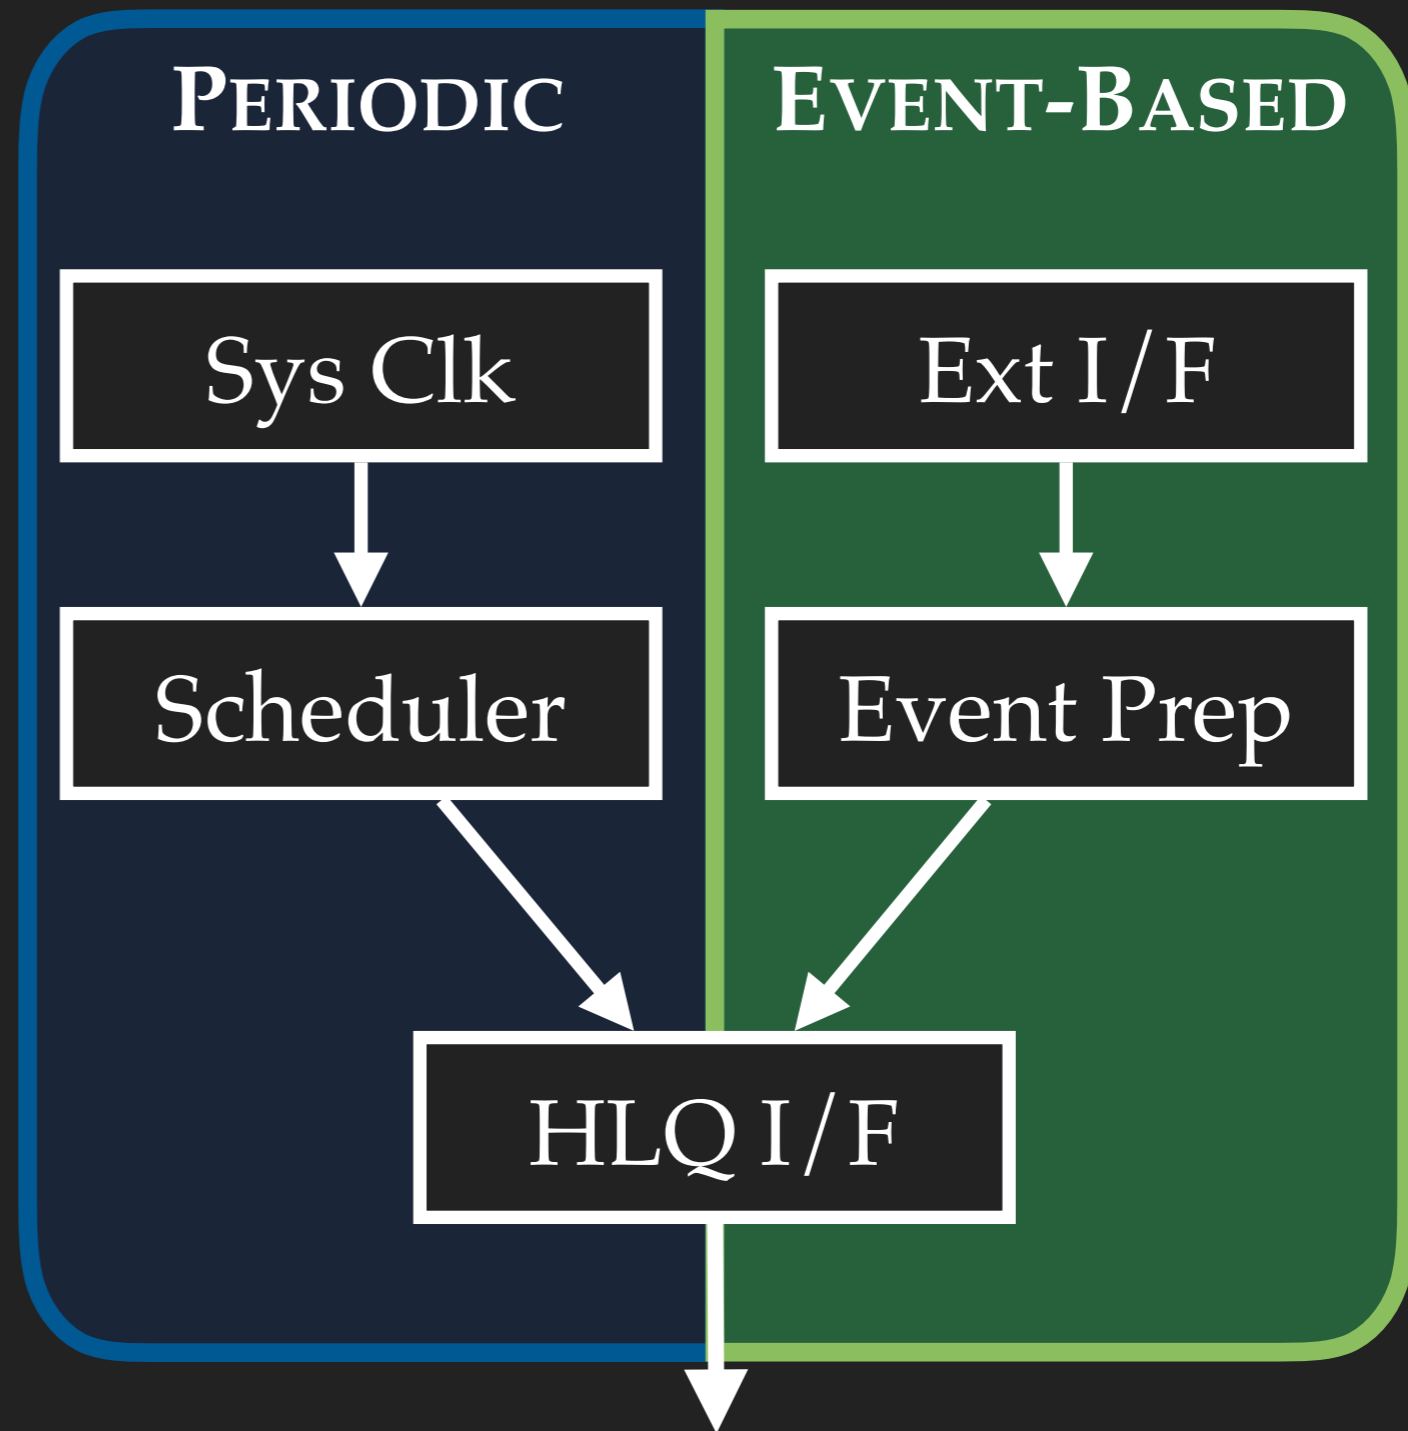 PERIODIC
EVENT-BASED
Sys Clk
Ext I/F
Scheduler
Event Prep
HLQ I/F